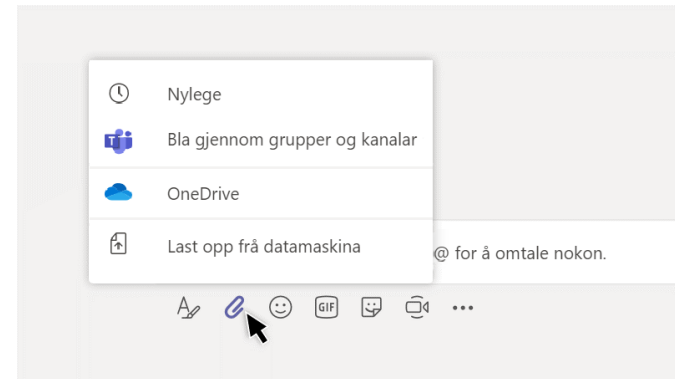 Nylege
Bla gjennom grupper og kanalar
OneDrive
Last opp frå datamaskina
@ for å omtale nokon.
GIF